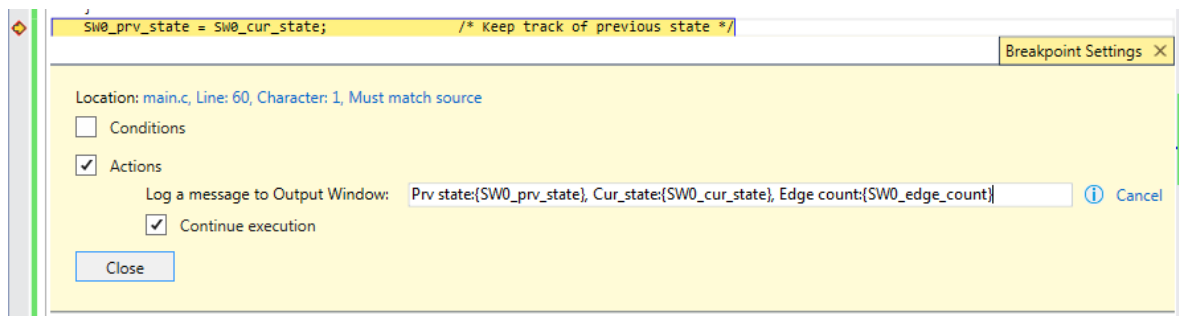 }
SW0_prv_state = SW0_cur_state; /* Keep track of previous state */
Breakpoint Settings
Location: main.c, Line: 60, Character: 1, Must match source
Conditions
Actions
Log a message to Output Window: Prv state:{SW0_prv_state}, Cur_state:{SW0_cur_state}, Edge count:{SW0_edge_count} Cancel
Continue execution
Close